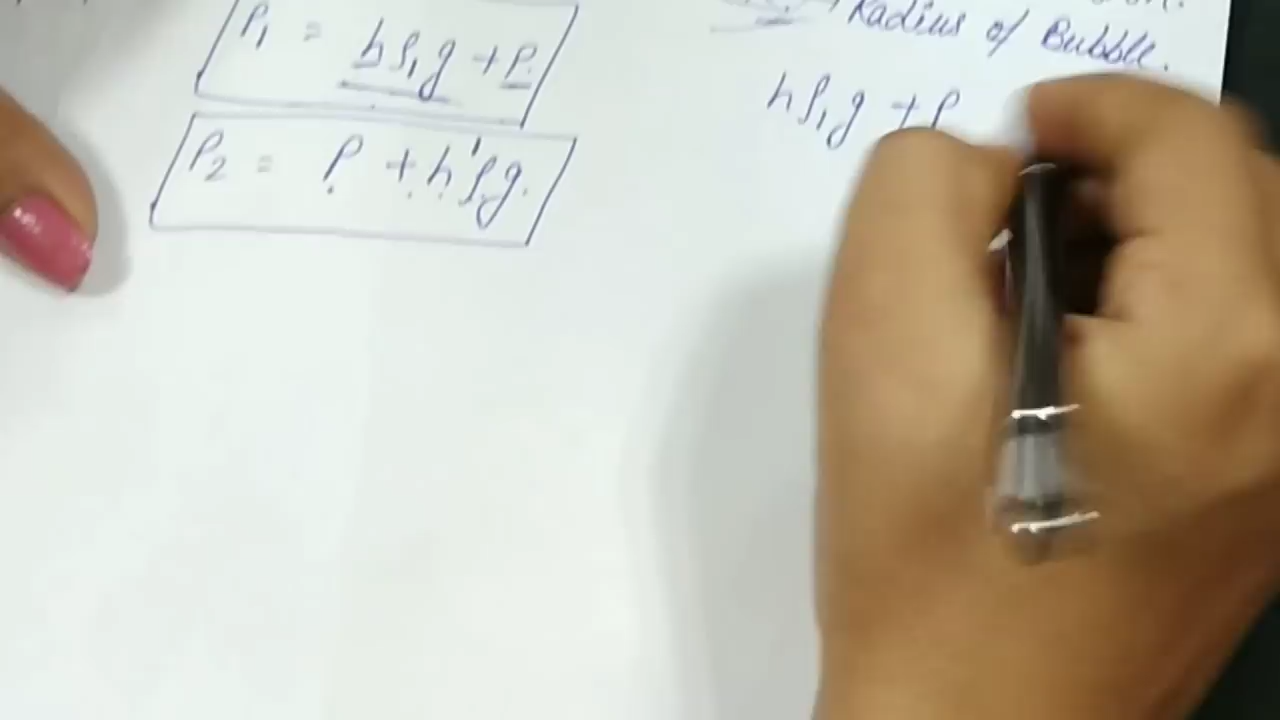 P₁ = hρ₁g + P
P₂ = P + h'ρg.
Radius of Bubble.
hρ₁g + P